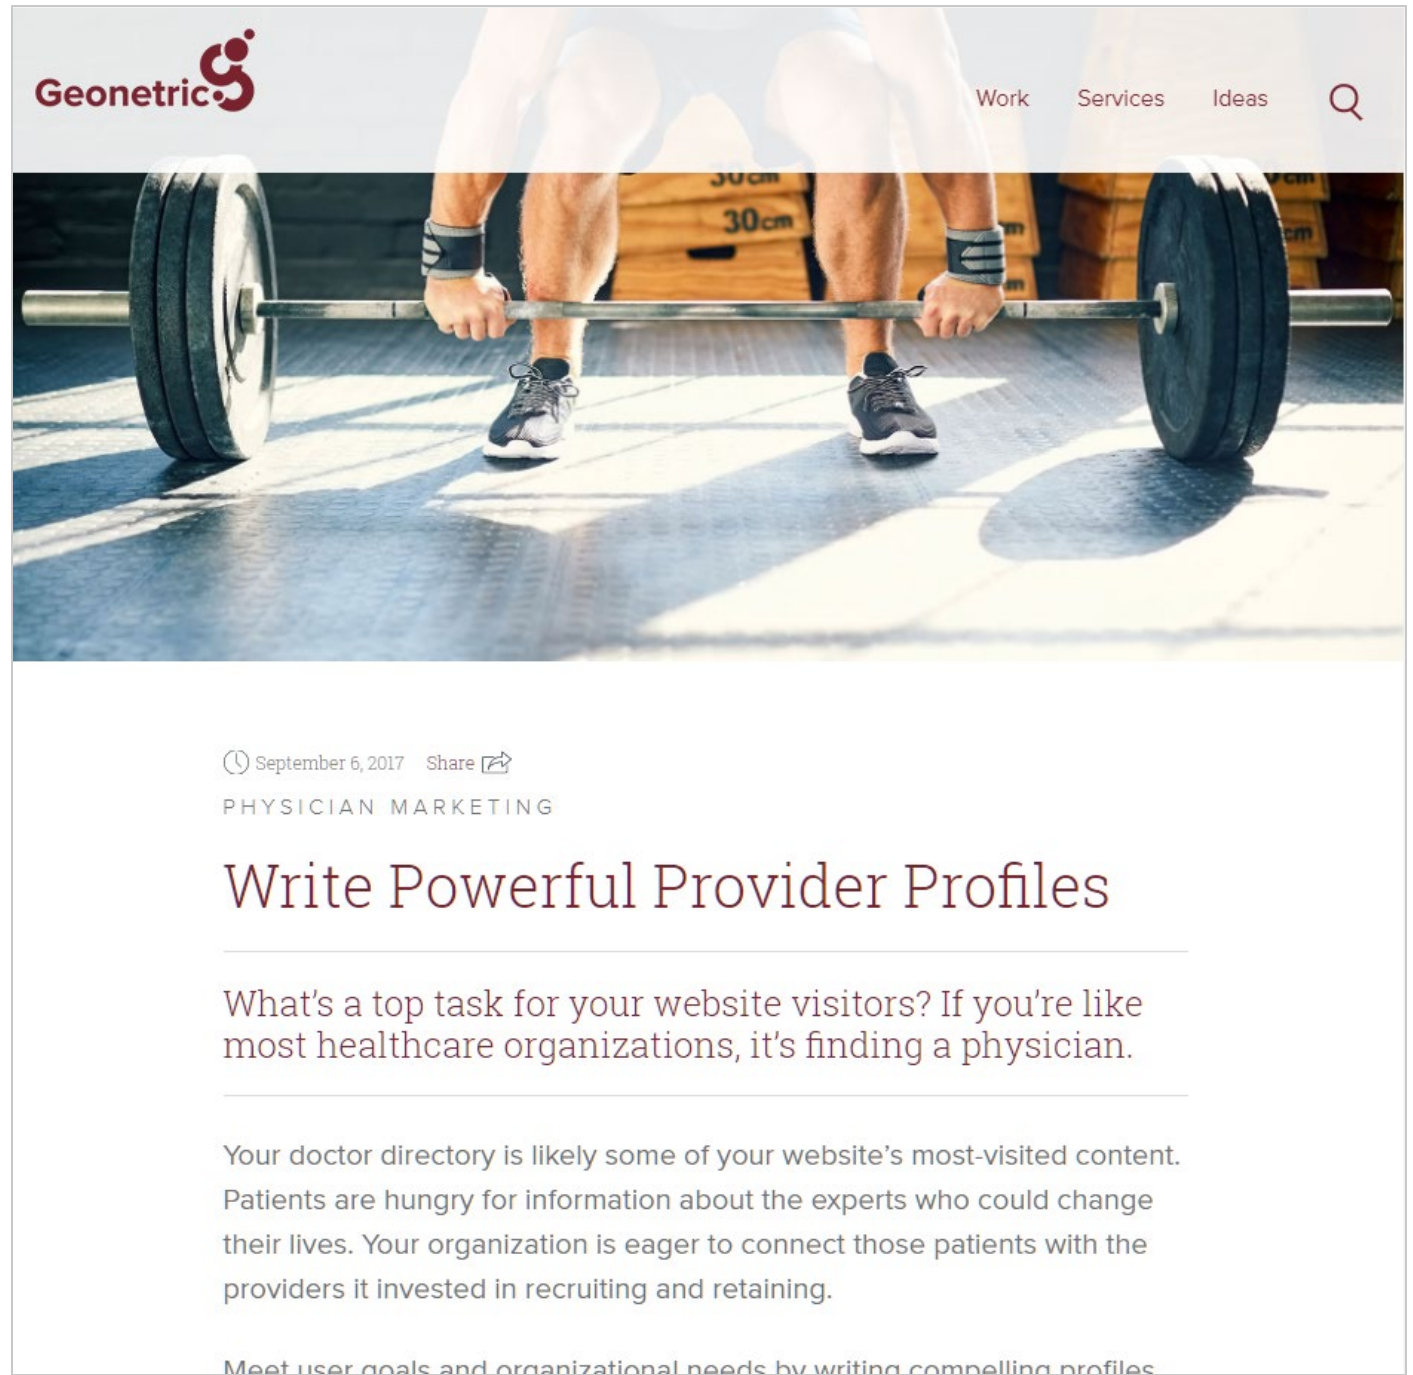 Geonetric
Work Services Ideas
30cm
30cm
cm
September 6, 2017 Share
PHYSICIAN MARKETING
Write Powerful Provider Profiles
What's a top task for your website visitors? If you're like
most healthcare organizations, it's finding a physician.
Your doctor directory is likely some of your website's most-visited content.
Patients are hungry for information about the experts who could change
their lives. Your organization is eager to connect those patients with the
providers it invested in recruiting and retaining.
Meet user goals and organizational needs by writing compelling profiles